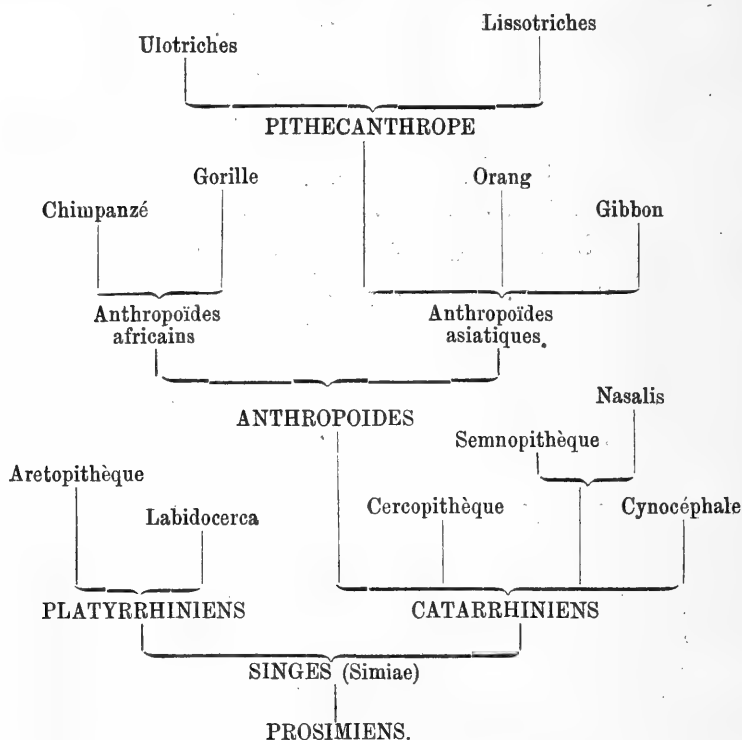 Lissotriches
Ulotriches
PITHECANTHROPE
Gorille
Orang
Chimpanzé
Gibbon
Anthropoïdes
africains
Anthropoïdes
asiatiques.
Nasalis
ANTHROPOIDES
Semnopithèque
Aretopithèque
Labidocerca
Cercopithèque
Cynocéphale
PLATYRRHINIENS
CATARRHINIENS
SINGES (Simiae)
PROSIMIENS.